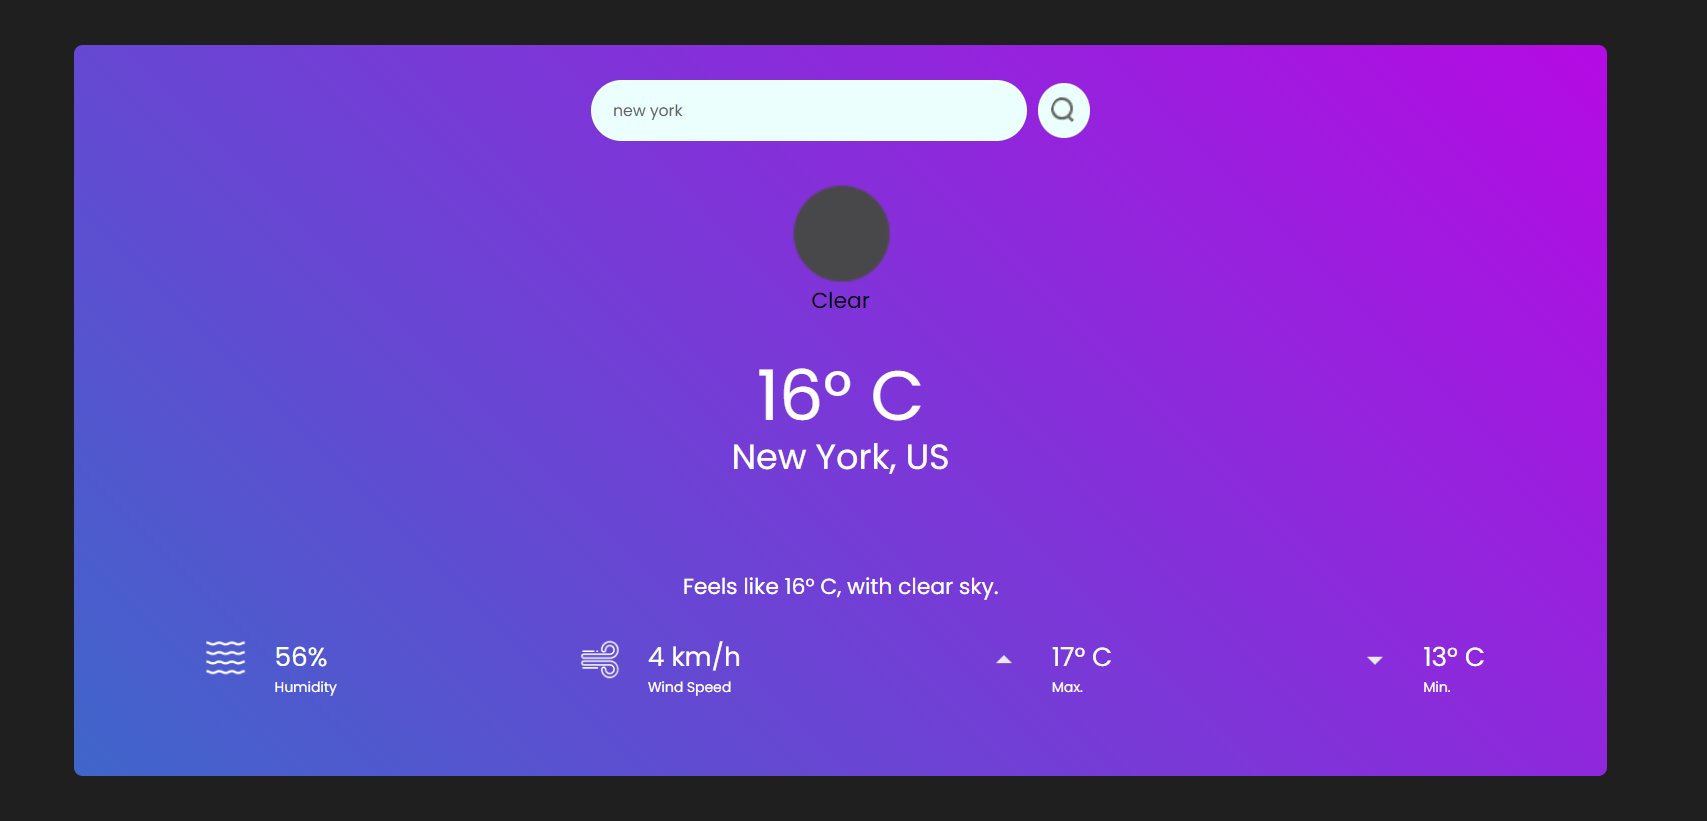 new york
Clear
16° C
New York, US
Feels like 16° C, with clear sky.
56%
Humidity
4 km/h
Wind Speed
17° C
Max.
13° C
Min.